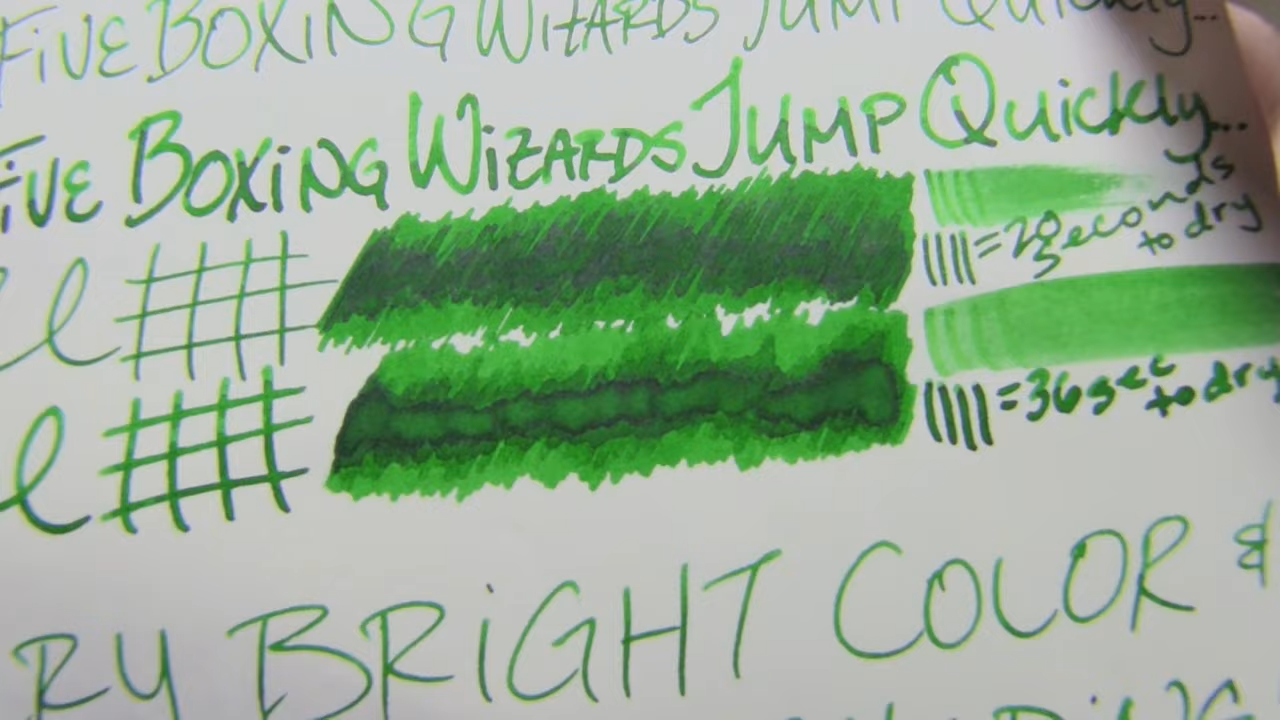 FiVE BOXiNG WiZARDS JUMP Quickly...
FiVE BOXiNG WiZARDS JUMP Quickly...
= 20 seconds
to dry
l
= 36 sec
to dry
l
RY BRiGHT COLOR &